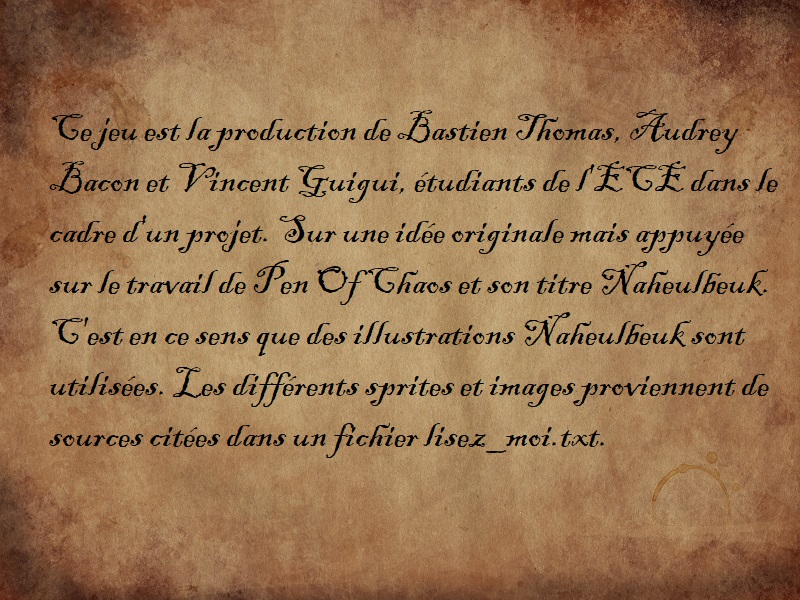 Ce jeu est la production de Bastien Thomas, Audrey
Bacon et Vincent Guigui, étudiants de l'ECE dans le
cadre d'un projet. Sur une idée originale mais appuyée
sur le travail de Pen Of Chaos et son titre Naheulbeuk.
C'est en ce sens que des illustrations Naheulbeuk sont
utilisées. Les différents sprites et images proviennent de
sources citées dans un fichier lisez_moi.txt.